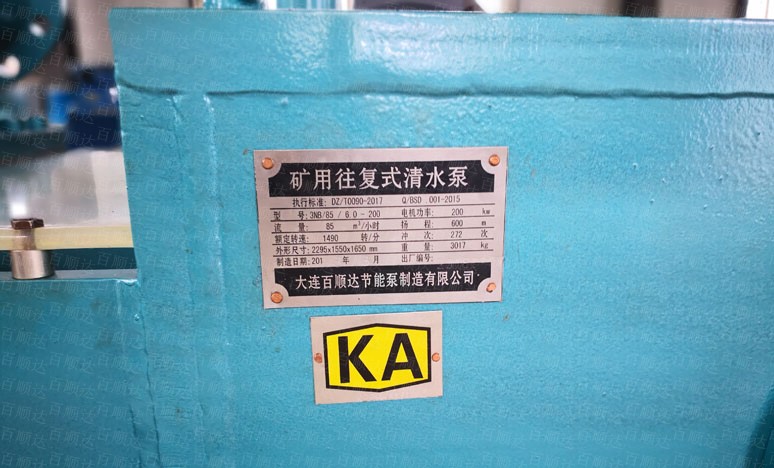 矿用往复式清水泵
执行标准: DZ/T0090-2017 Q/BSD .001-2015
型 号:3NB/85/6.0-200 电机功率: 200 kw
流 量: 85 m³/小时 扬 程: 600 m
额定转速: 1490 转/分 冲 次: 272 次
外形尺寸:2295x1550x1650 mm 重 量: 3017 kg
制造日期:201 年 月 出厂编号:
大连百顺达节能泵制造有限公司
KA
百顺达